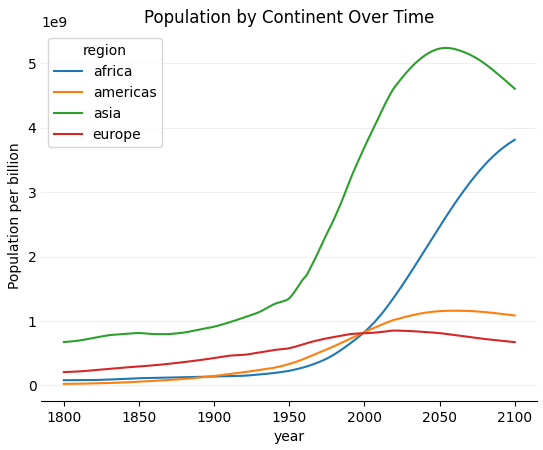 Population by Continent Over Time
1e9
region
africa
americas
asia
europe
Population per billion
5
4
3
2
1
0
1800 1850 1900 1950 2000 2050 2100
year